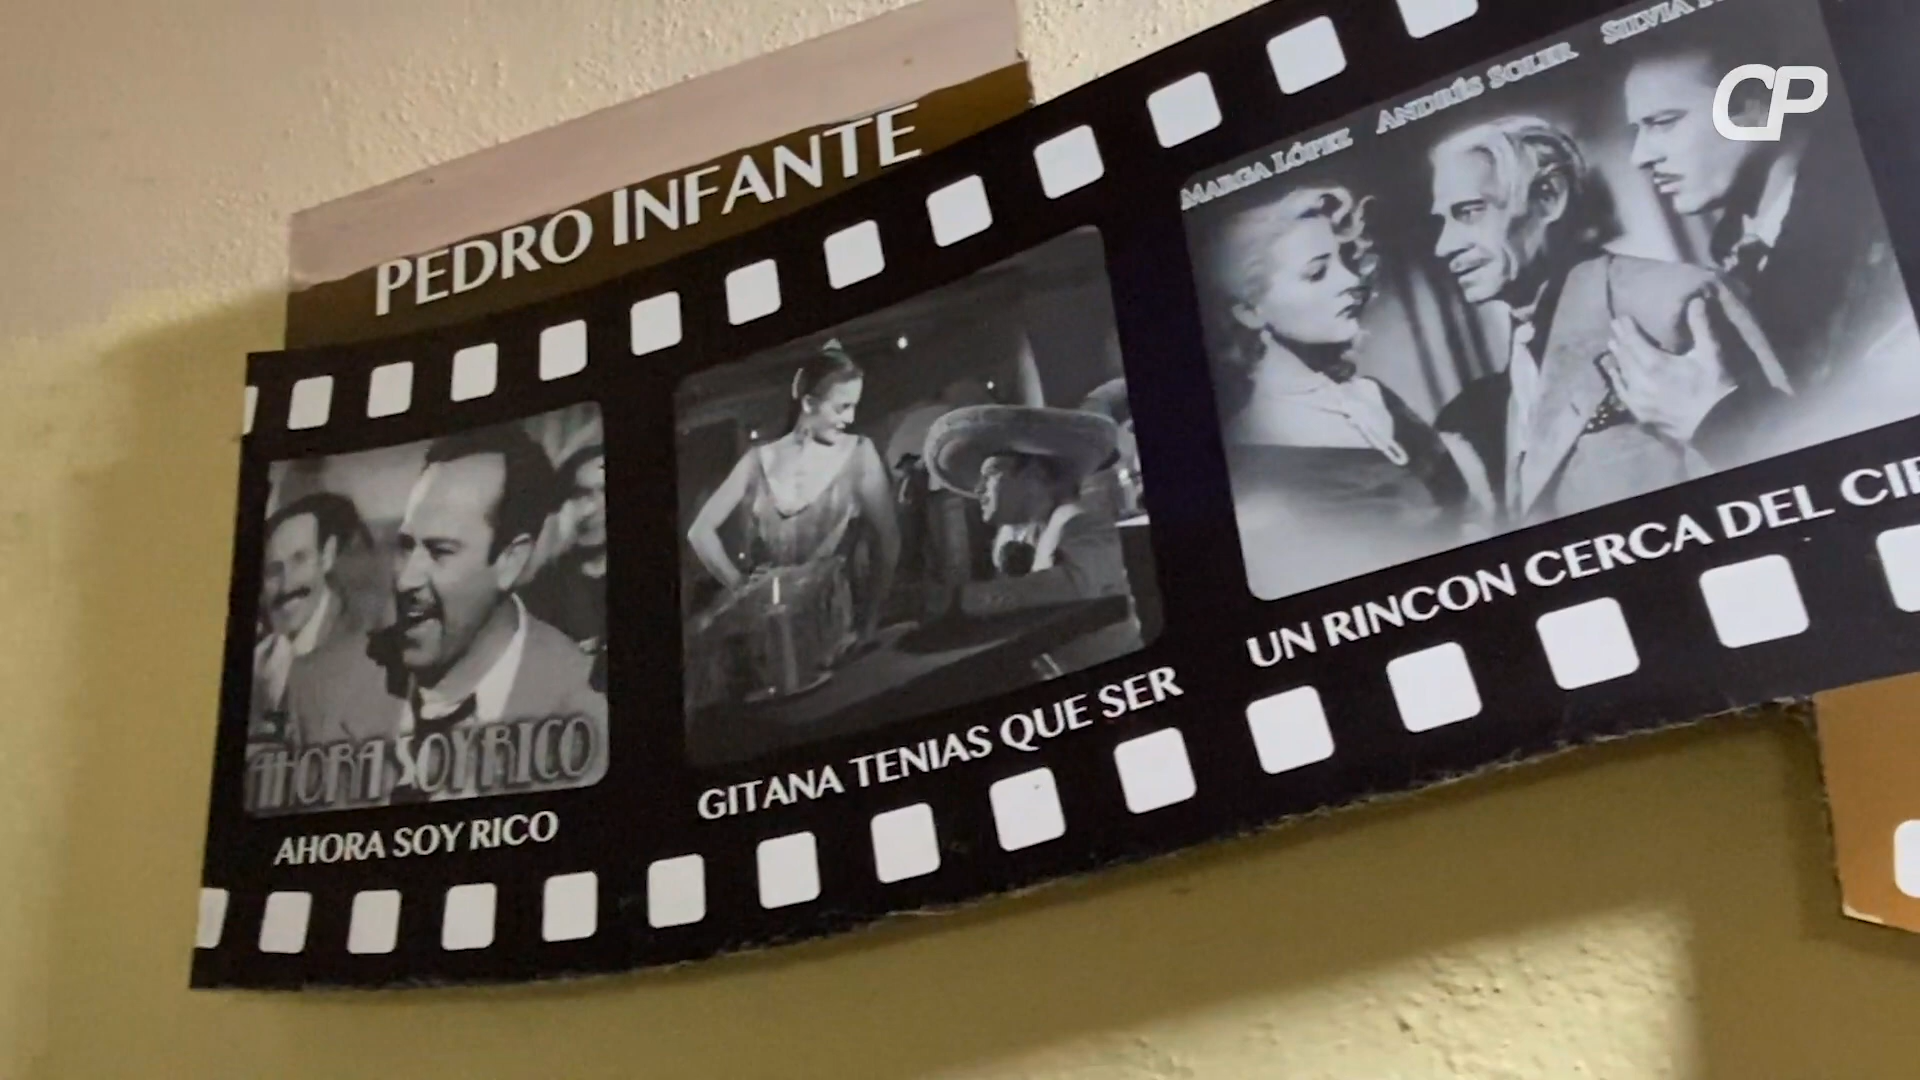 CP
PEDRO INFANTE
MARGA LÓPEZ ANDRÉS SOLER SILVIA
AHORA SOY RICO
AHORA SOY RICO
GITANA TENIAS QUE SER
UN RINCON CERCA DEL